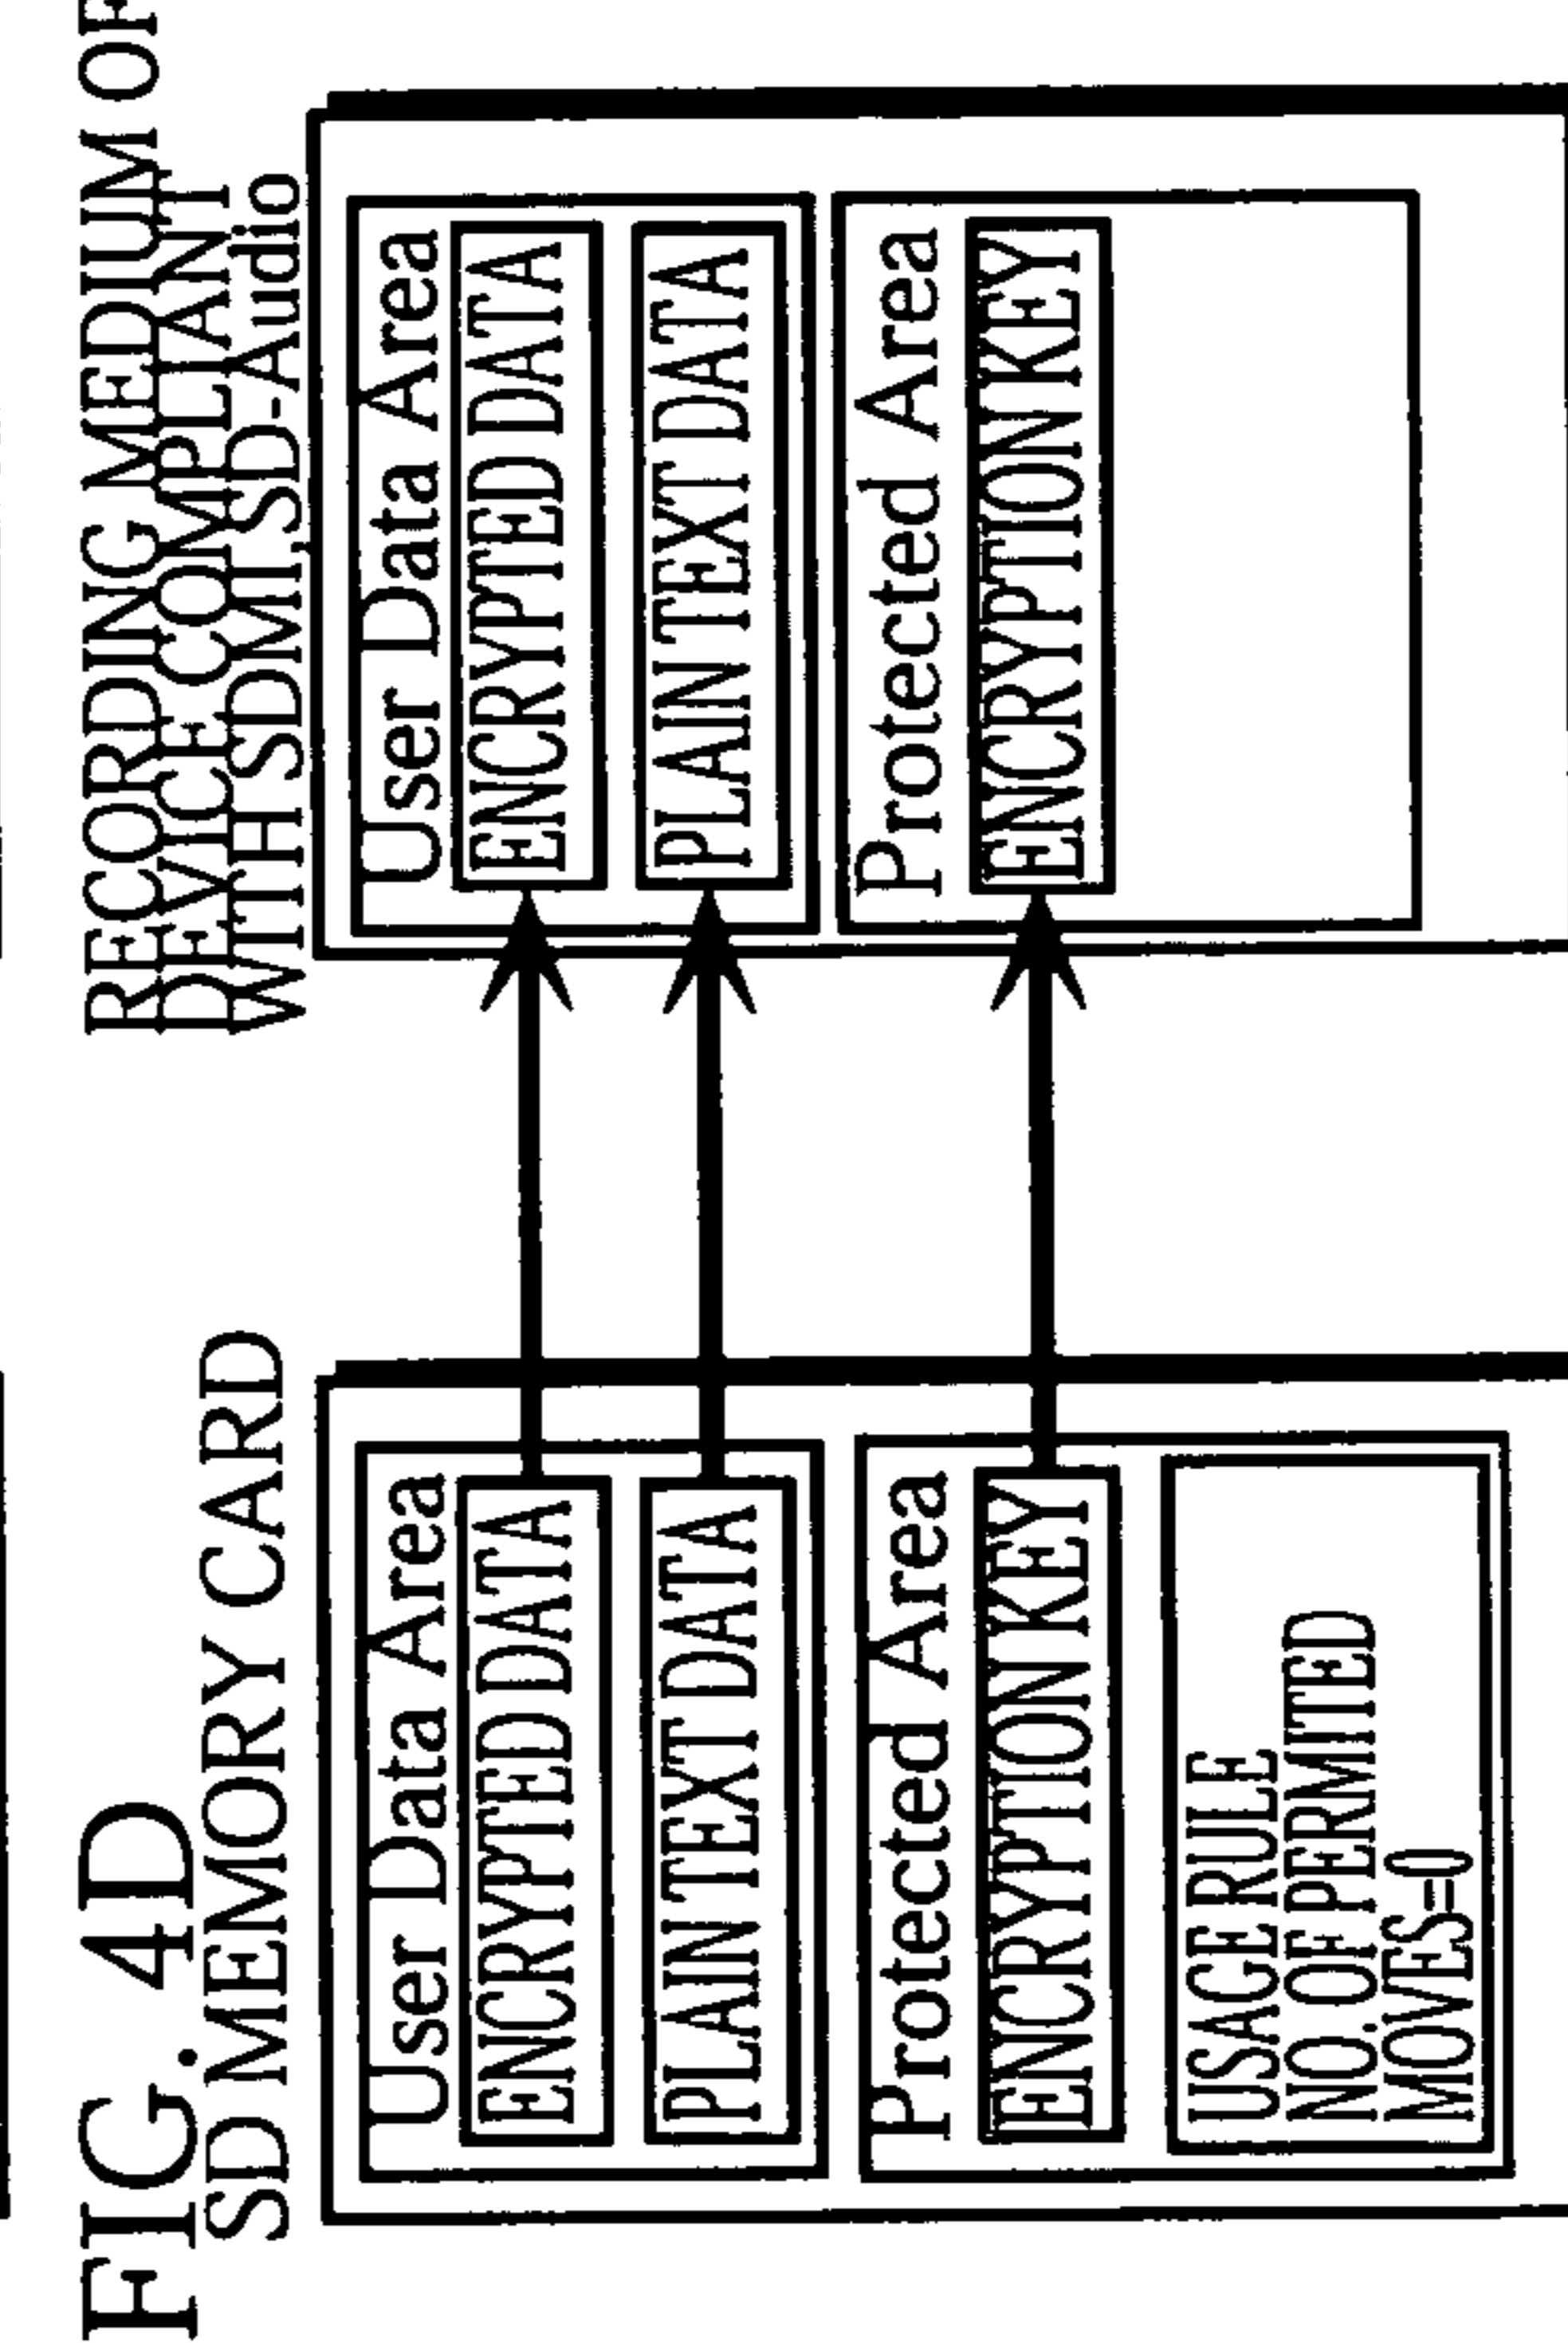 FIG. 4D
SD MEMORY CARD
User Data Area
ENCRYPTED DATA
PLAIN TEXT DATA
Protected Area
ENCRYPTION KEY
USAGE RULE
NO. OF PERMITTED
MOVES=0
RECORDING MEDIUM OF
DEVICE COMPLIANT
WITH SDMI,SD-Audio
User Data Area
ENCRYPTED DATA
PLAIN TEXT DATA
Protected Area
ENCRYPTION KEY